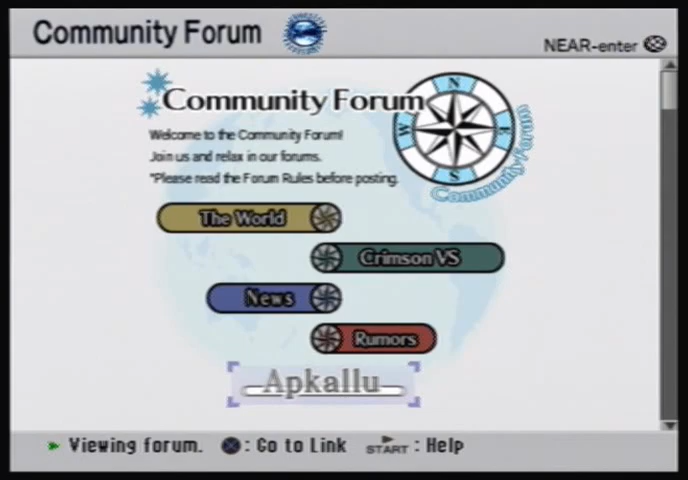 Community Forum
NEAR-enter
Community Forum
N
W E
S
CommunityForum
Welcome to the Community Forum!
Join us and relax in our forums.
*Please read the Forum Rules before posting.
The World
Crimson VS
News
Rumors
Apkallu
Viewing forum. : Go to Link START : Help